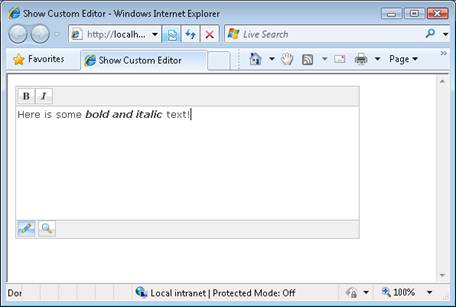 Show Custom Editor - Windows Internet Explorer
http://localh... Live Search
Favorites Show Custom Editor Page
B I
Here is some bold and italic text!
Dor Local intranet | Protected Mode: Off 100%